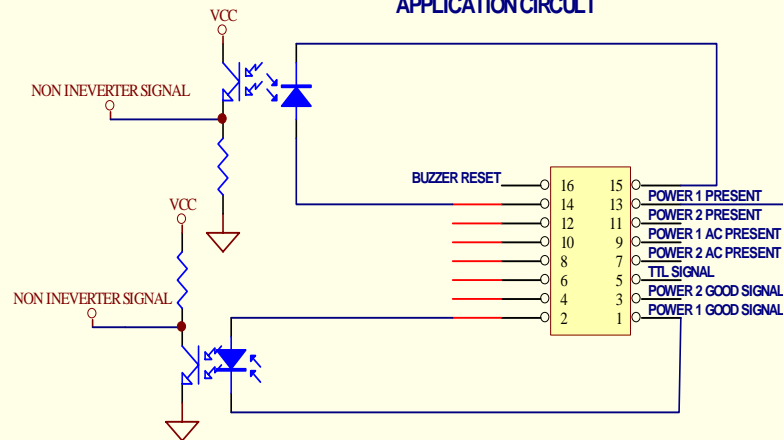 APPLICATION CIRCULT
VCC
NON INEVERTER SIGNAL
BUZZER RESET
16 15
14 13 POWER 1 PRESENT
12 11 POWER 2 PRESENT
10 9 POWER 1 AC PRESENT
8 7 POWER 2 AC PRESENT
6 5 TTL SIGNAL
4 3 POWER 2 GOOD SIGNAL
2 1 POWER 1 GOOD SIGNAL
VCC
NON INEVERTER SIGNAL